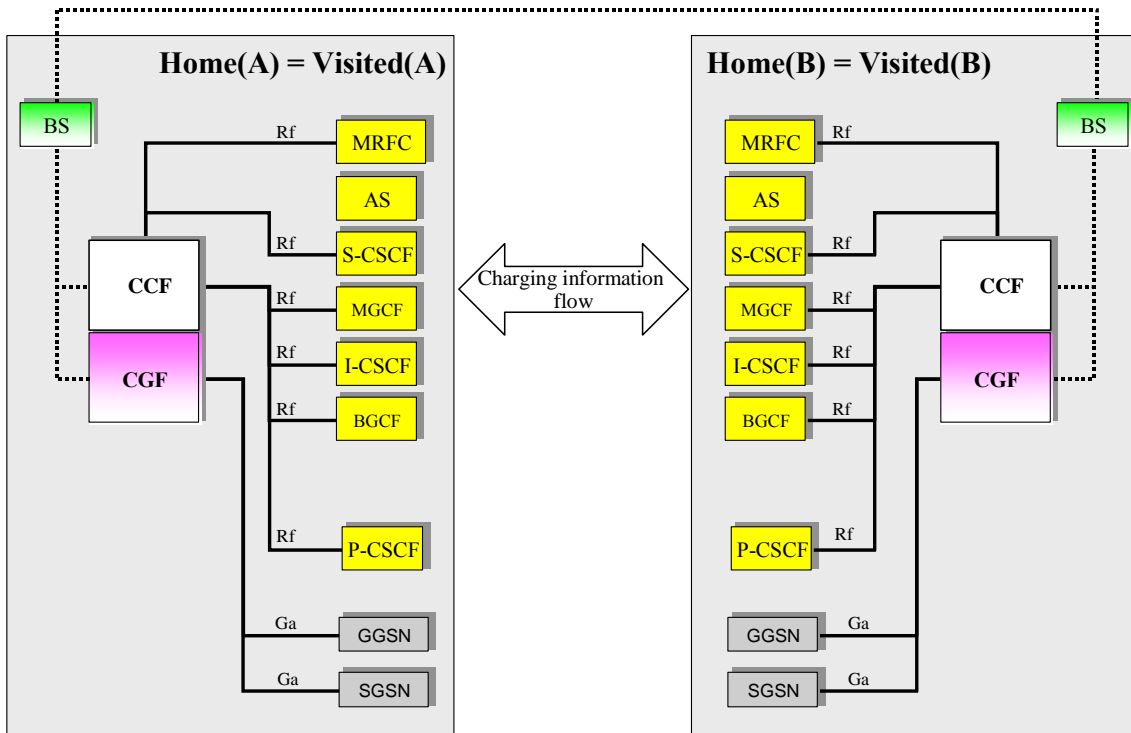 Home(A) = Visited(A)
BS
Rf
MRFC
AS
Rf
S-CSCF
CCF
Rf
MGCF
CGF
Rf
I-CSCF
Rf
BGCF
Rf
P-CSCF
Ga
GGSN
Ga
SGSN
Charging information
flow
Home(B) = Visited(B)
BS
MRFC
Rf
AS
S-CSCF
Rf
CCF
MGCF
Rf
I-CSCF
Rf
CGF
BGCF
Rf
P-CSCF
Rf
GGSN
Ga
SGSN
Ga